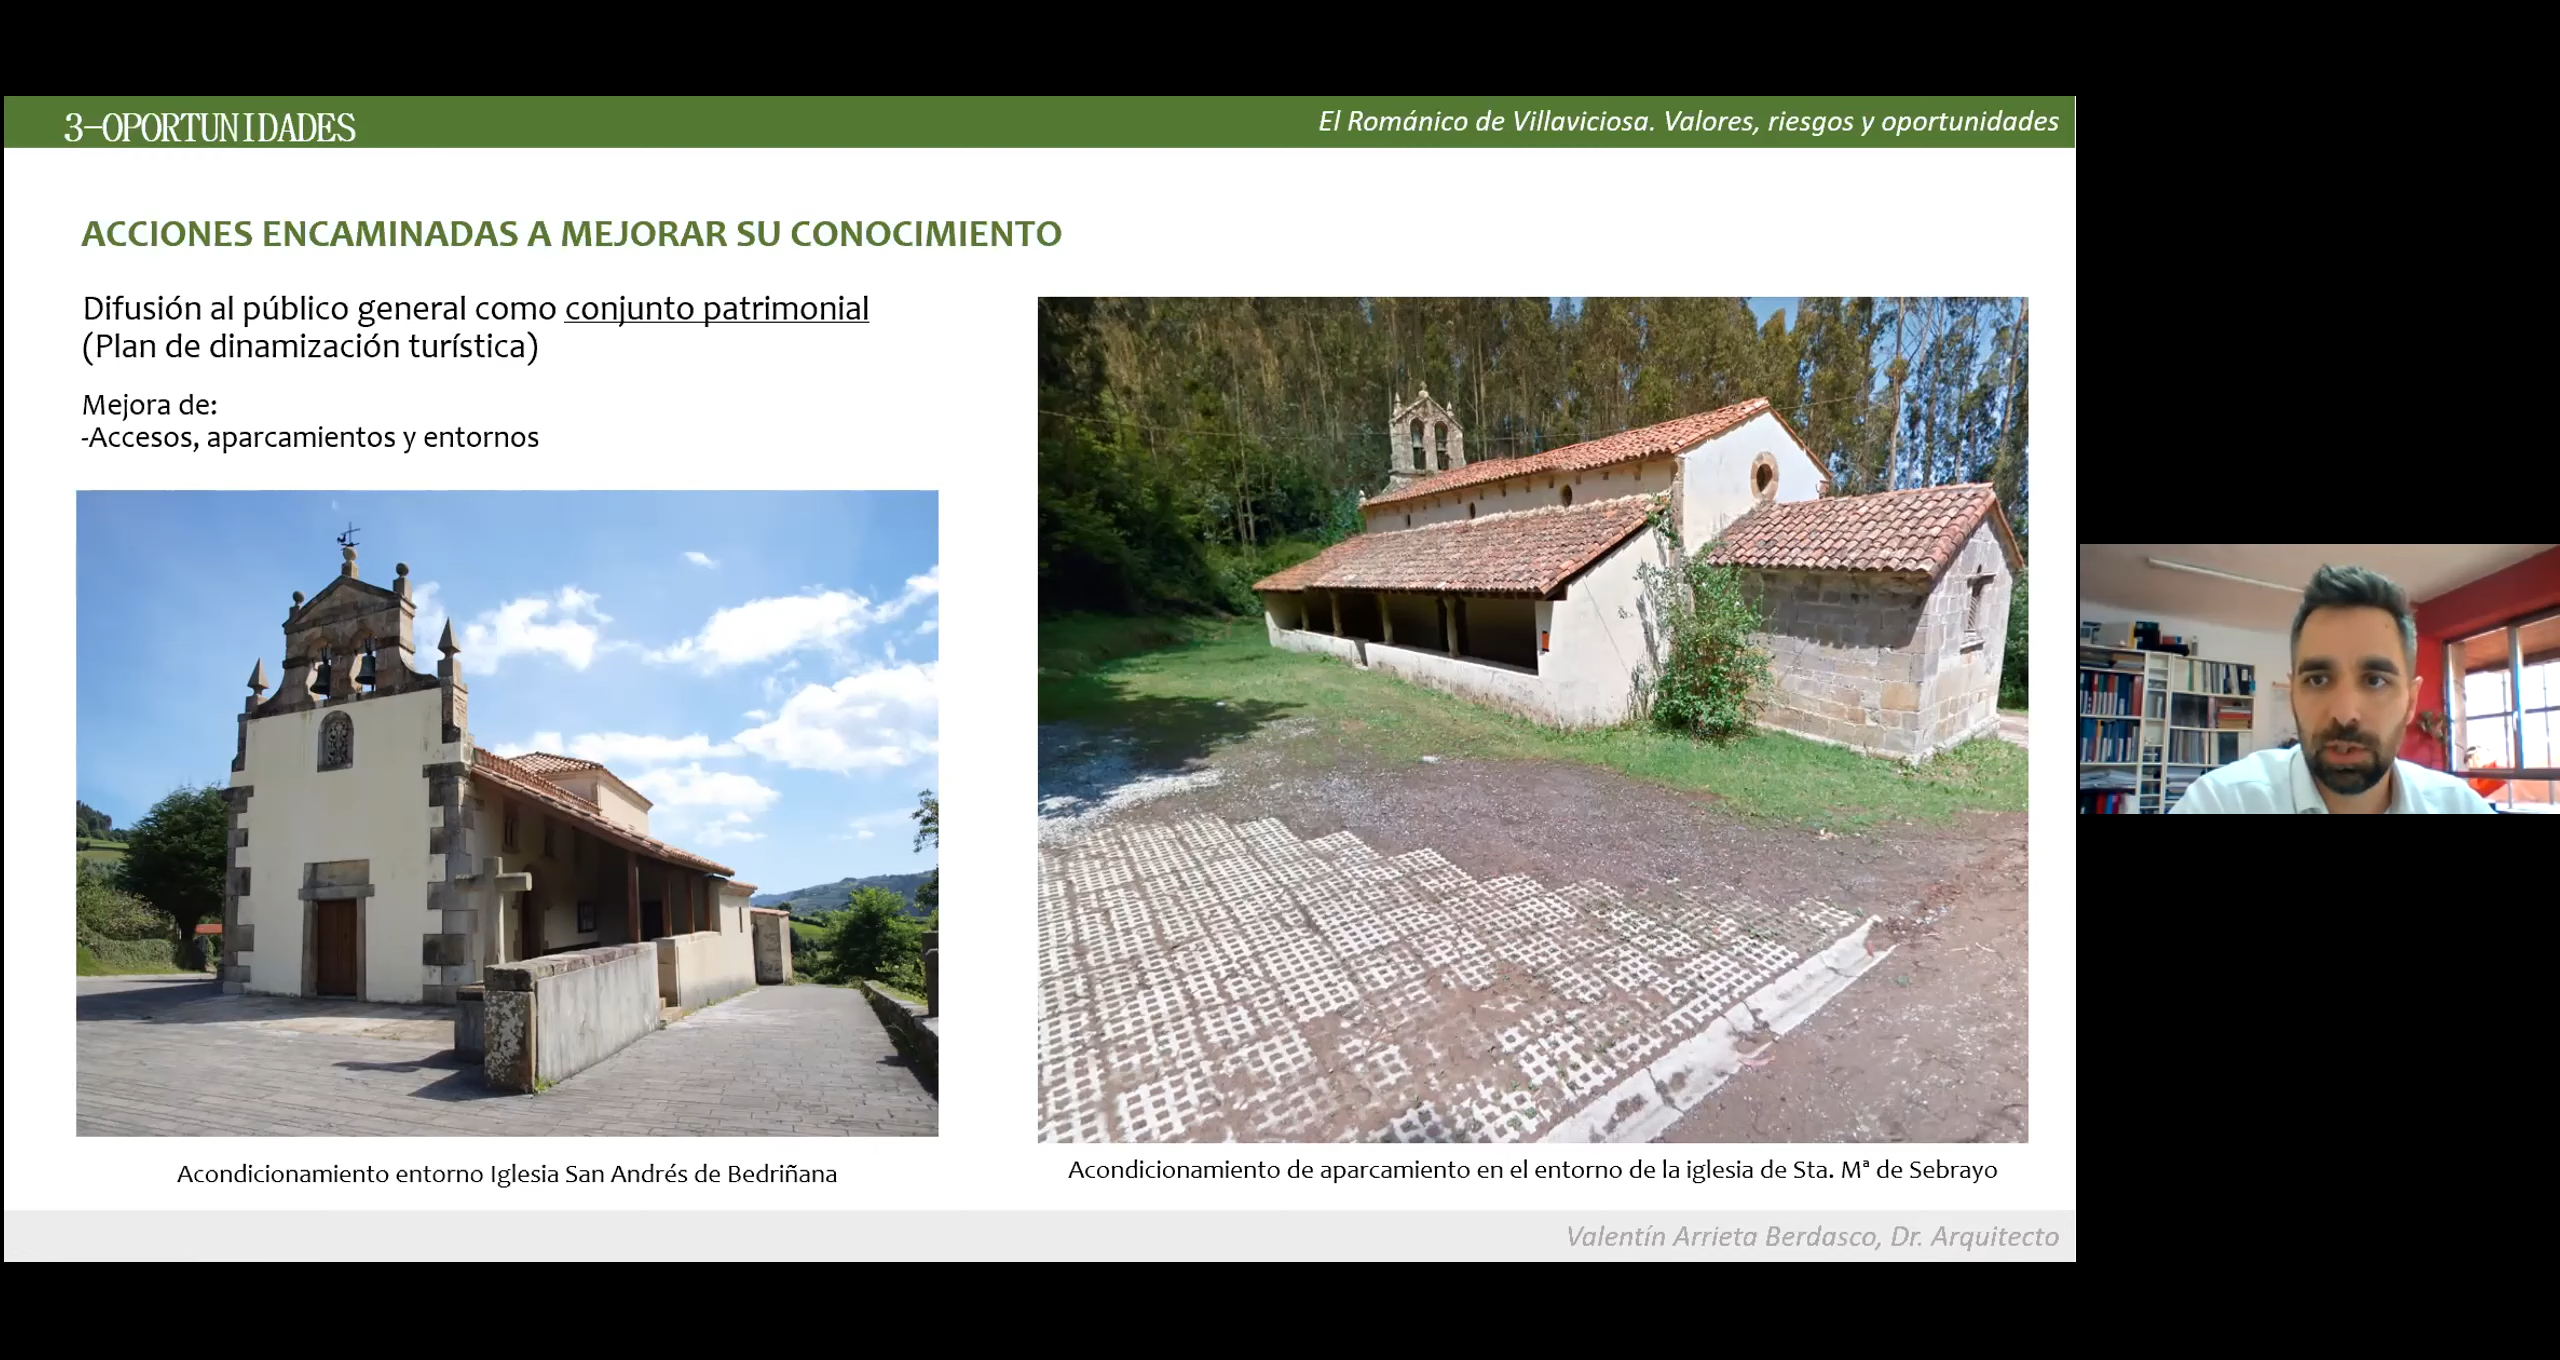 3-OPORTUNIDADES
El Románico de Villaviciosa. Valores, riesgos y oportunidades
ACCIONES ENCAMINADAS A MEJORAR SU CONOCIMIENTO
Difusión al público general como conjunto patrimonial
(Plan de dinamización turística)
Mejora de:
-Accesos, aparcamientos y entornos
Acondicionamiento entorno Iglesia San Andrés de Bedriñana
Acondicionamiento de aparcamiento en el entorno de la iglesia de Sta. Mª de Sebrayo
Valentín Arrieta Berdasco, Dr. Arquitecto